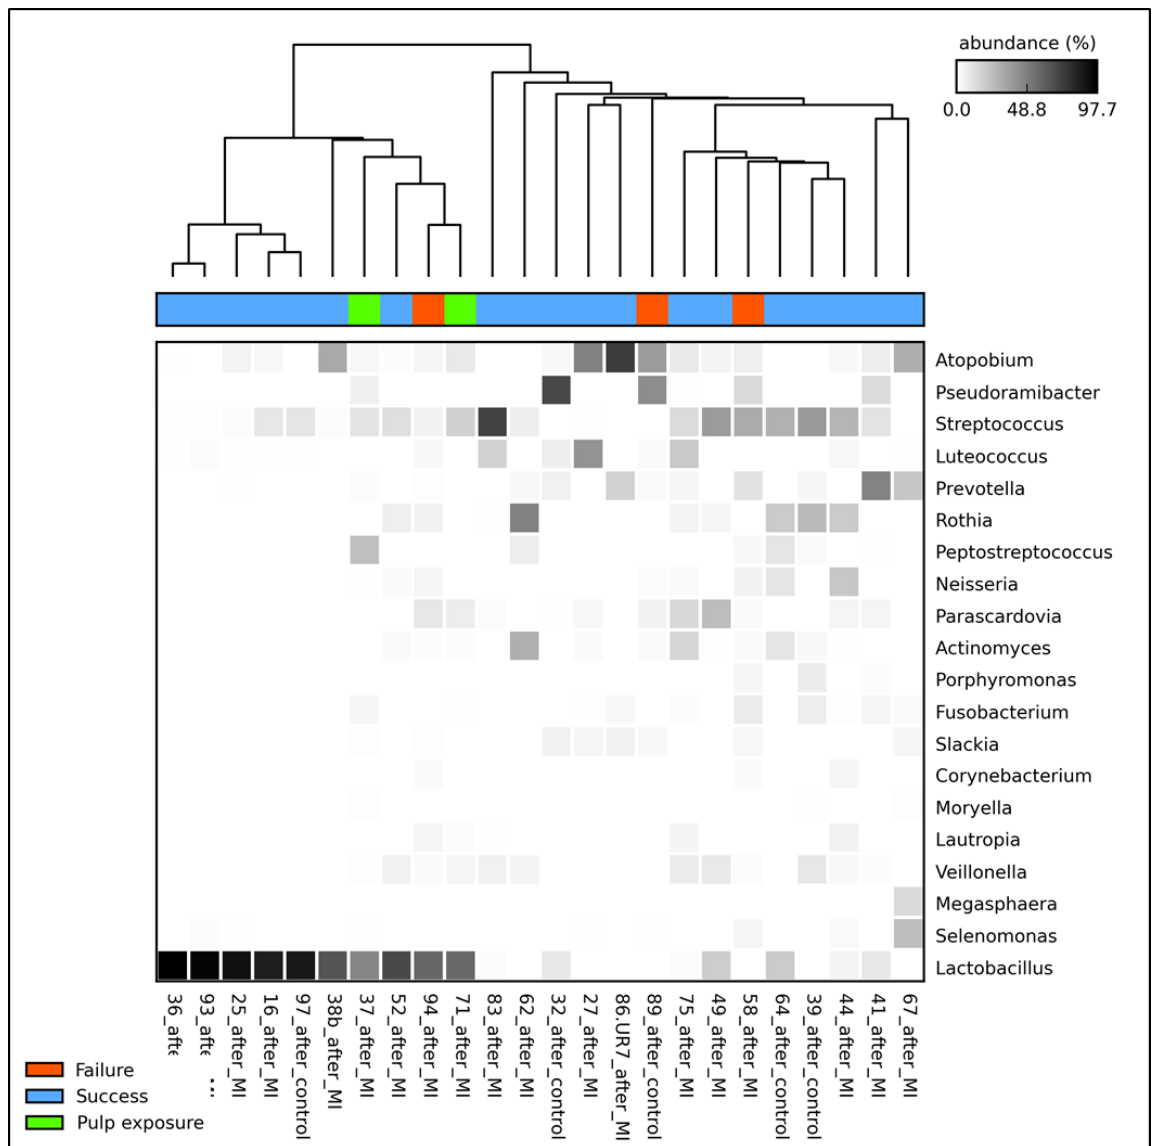 abundance (%)
0.0 48.8 97.7
Atopobium
Pseudoramibacter
Streptococcus
Luteococcus
Prevotella
Rothia
Peptostreptococcus
Neisseria
Parascardovia
Actinomyces
Porphyromonas
Fusobacterium
Slackia
Corynebacterium
Moryella
Lautropia
Veillonella
Megasphaera
Selenomonas
Lactobacillus
36_afte
93_afte
...
25_after_MI
16_after_MI
97_after_control
38b_after_MI
37_after_MI
52_after_MI
94_after_MI
71_after_MI
83_after_MI
62_after_MI
32_after_control
27_after_MI
86.UR7_after_MI
89_after_control
75_after_MI
49_after_MI
58_after_MI
64_after_control
39_after_control
44_after_MI
41_after_MI
67_after_MI
Failure
Success
Pulp exposure